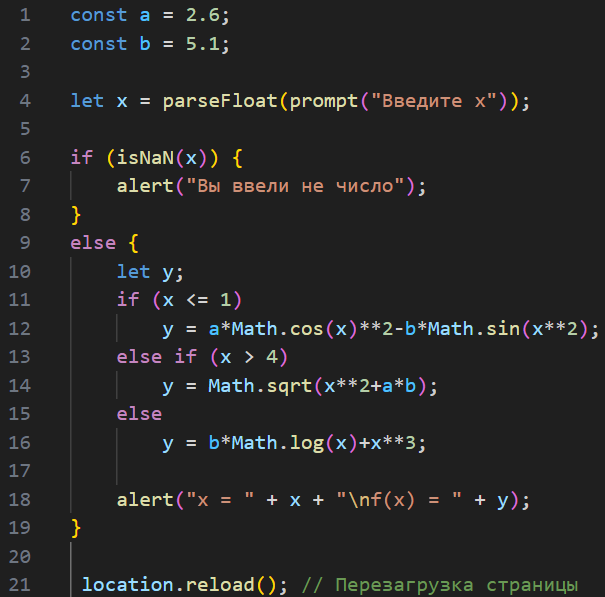 1 const a = 2.6;
2 const b = 5.1;
3
4 let x = parseFloat(prompt("Введите x"));
5
6 if (isNaN(x)) {
7     alert("Вы ввели не число");
8 }
9 else {
10     let y;
11     if (x <= 1)
12         y = a*Math.cos(x)**2-b*Math.sin(x**2);
13     else if (x > 4)
14         y = Math.sqrt(x**2+a*b);
15     else
16         y = b*Math.log(x)+x**3;
17
18     alert("x = " + x + "\nf(x) = " + y);
19 }
20
21  location.reload(); // Перезагрузка страницы